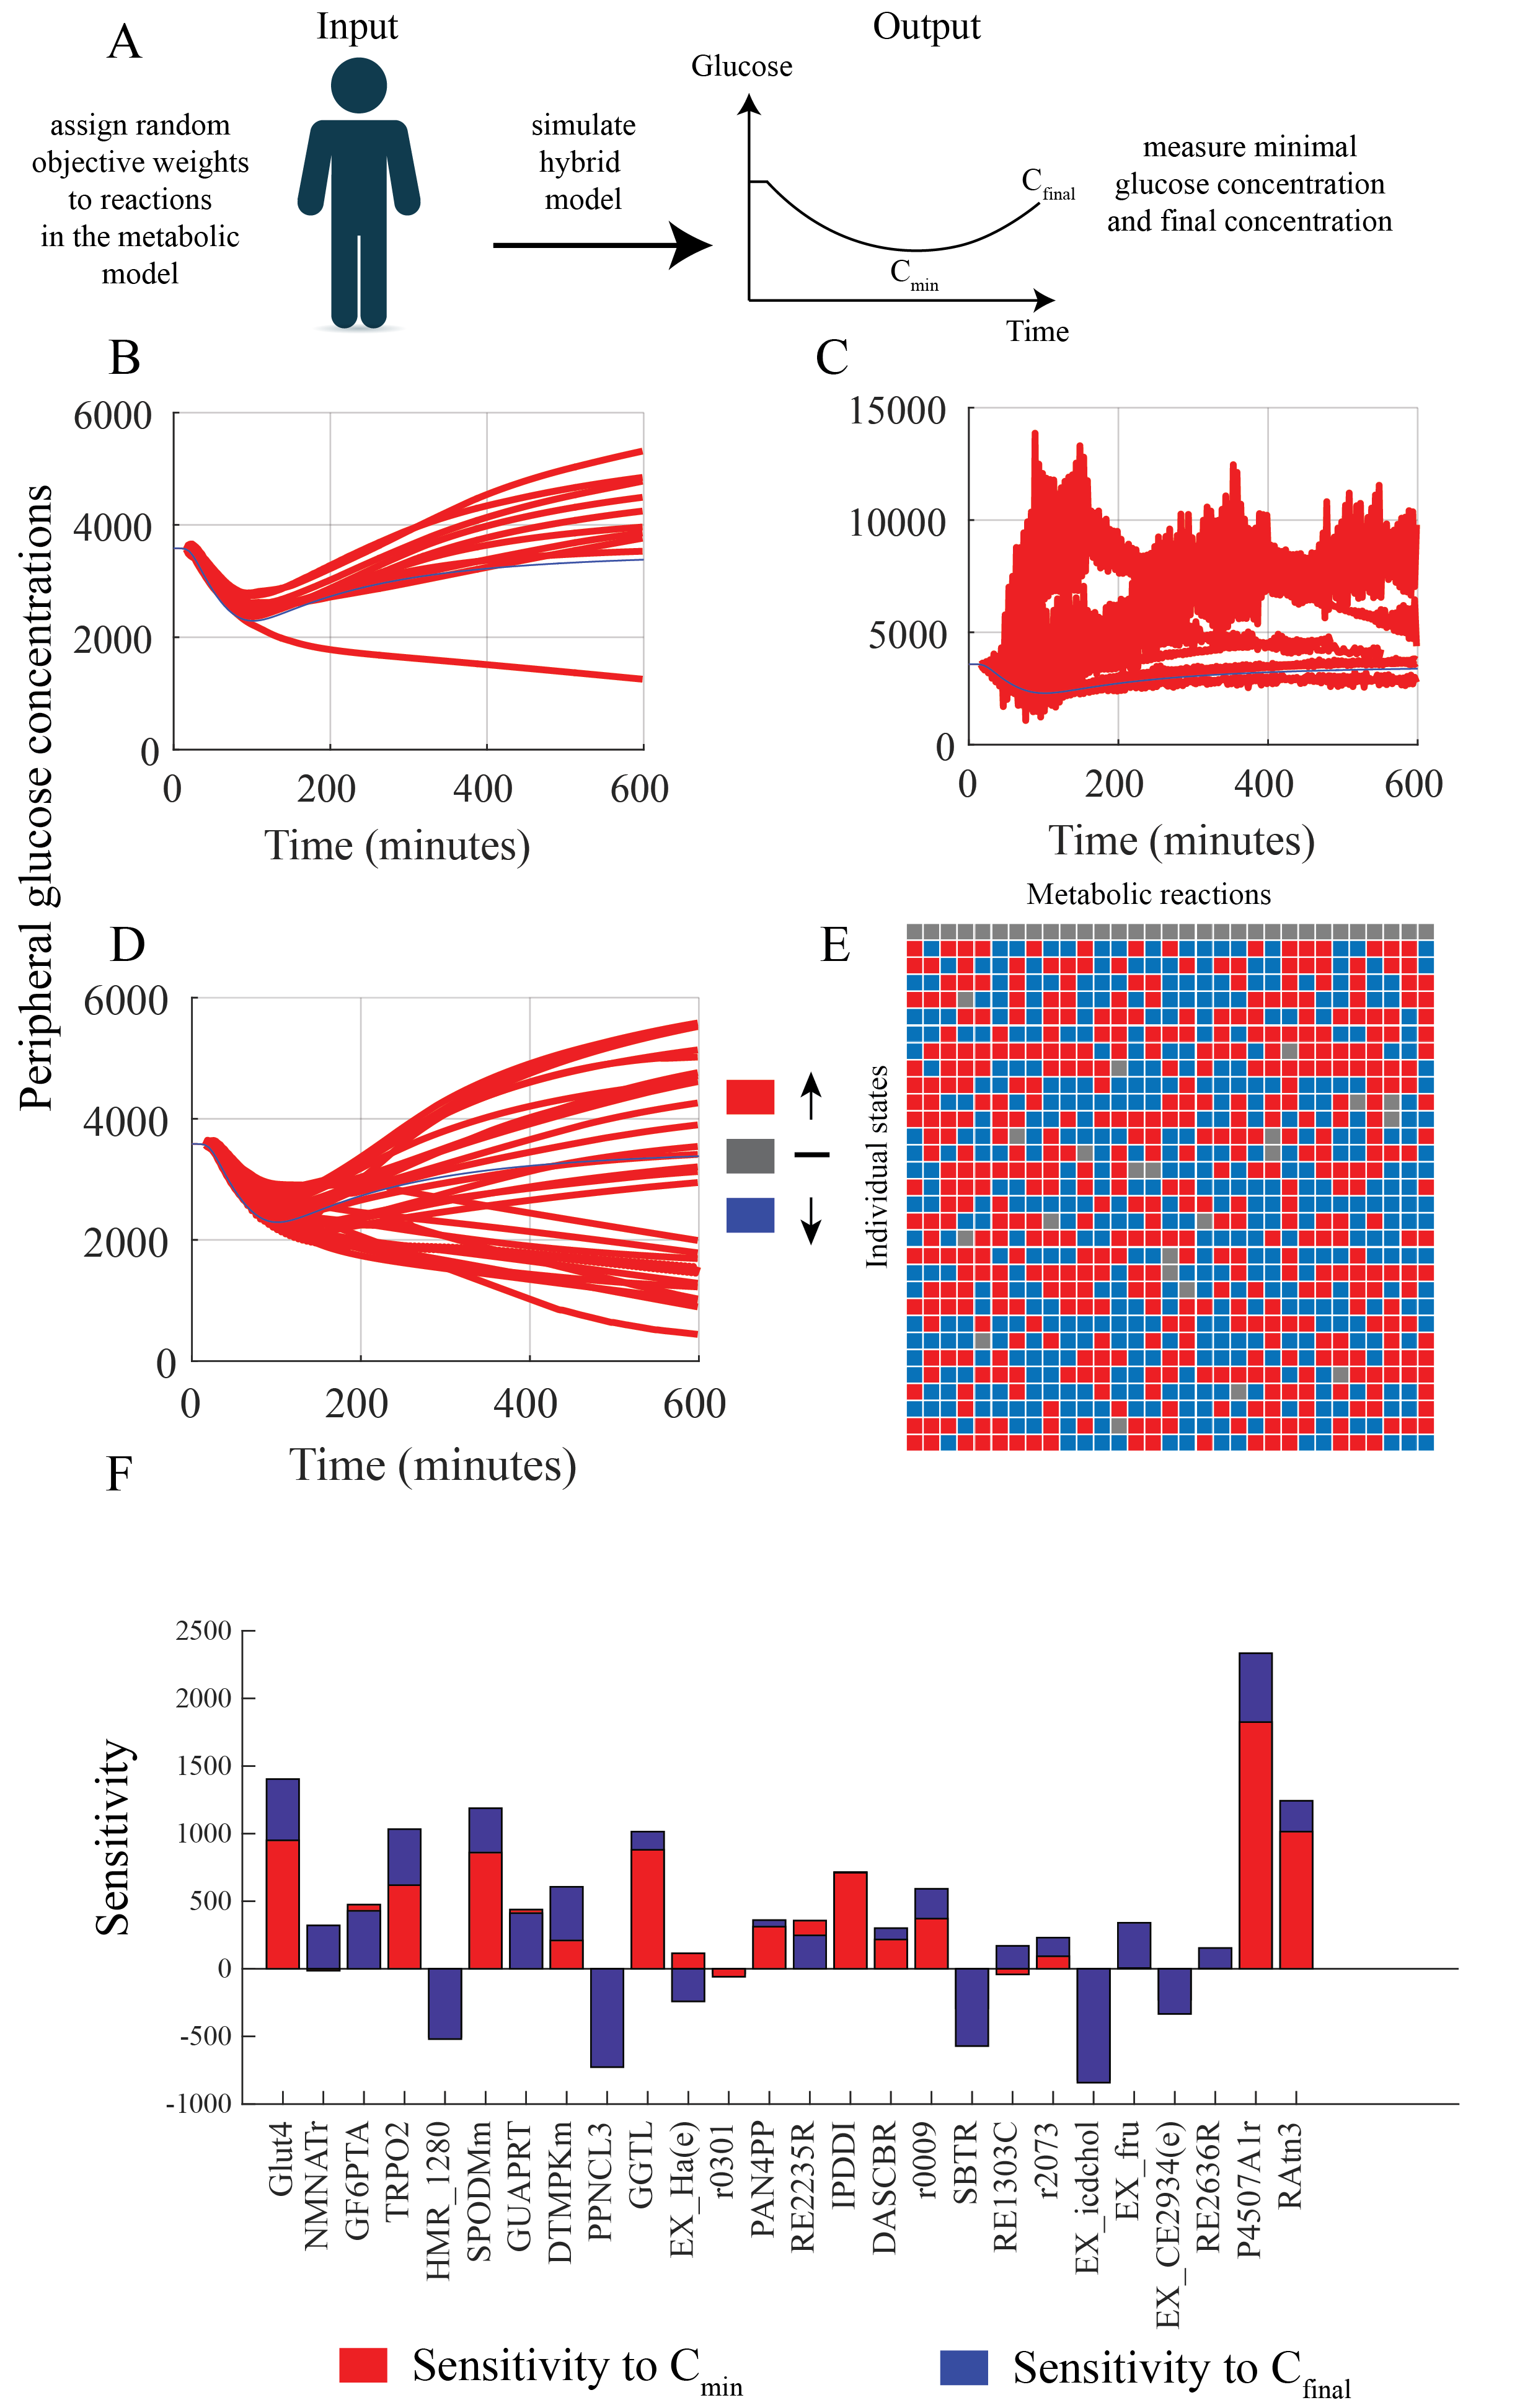 A
Input
Output
assign random
objective weights
to reactions
in the metabolic
model
simulate
hybrid
model
Glucose
C final
C min
Time
measure minimal
glucose concentration
and final concentration
Peripheral glucose concentrations
B
6000
4000
2000
0
0 200 400 600
Time (minutes)
C
15000
10000
5000
0
0 200 400 600
Time (minutes)
D
6000
4000
2000
0
0 200 400 600
Time (minutes)
E
Metabolic reactions
Individual states
F
Sensitivity
2500
2000
1500
1000
500
0
-500
-1000
Glut4
NMNATr
GF6PTA
TRPO2
HMR_1280
SPODMm
GUAPRT
DTMPKm
PPNCL3
GGTL
EX_Ha(e)
r0301
PAN4PP
RE2235R
IPDDI
DASCBR
r0009
SBTR
RE1303C
r2073
EX_icdchol
EX_fru
EX_CE2934(e)
RE2636R
P4507A1r
RAtn3
Sensitivity to C min
Sensitivity to C final